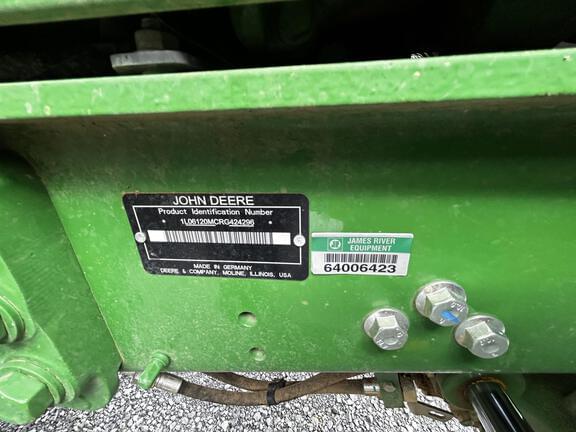 JOHN DEERE
Product Identification Number
* 1L06120MCRG424296 *
MADE IN GERMANY
DEERE & COMPANY, MOLINE, ILLINOIS, USA
JAMES RIVER
EQUIPMENT
64006423